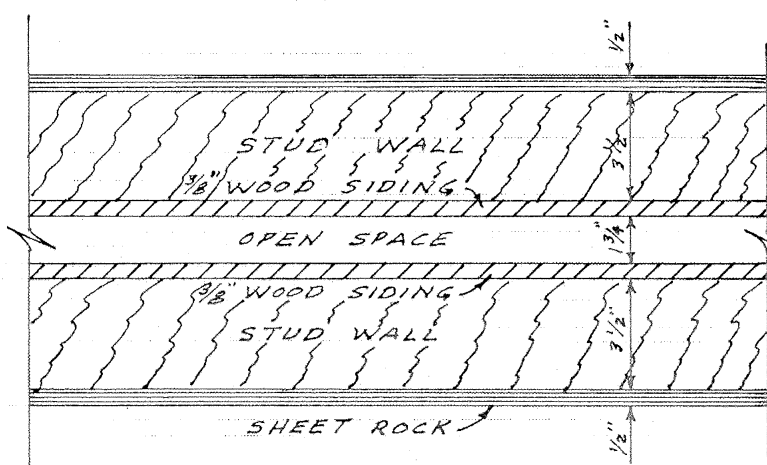 1/2"
STUD WALL
3 1/2"
3/8" WOOD SIDING
OPEN SPACE
1 3/4"
3/8" WOOD SIDING
STUD WALL
3 1/2"
SHEET ROCK
1/2"